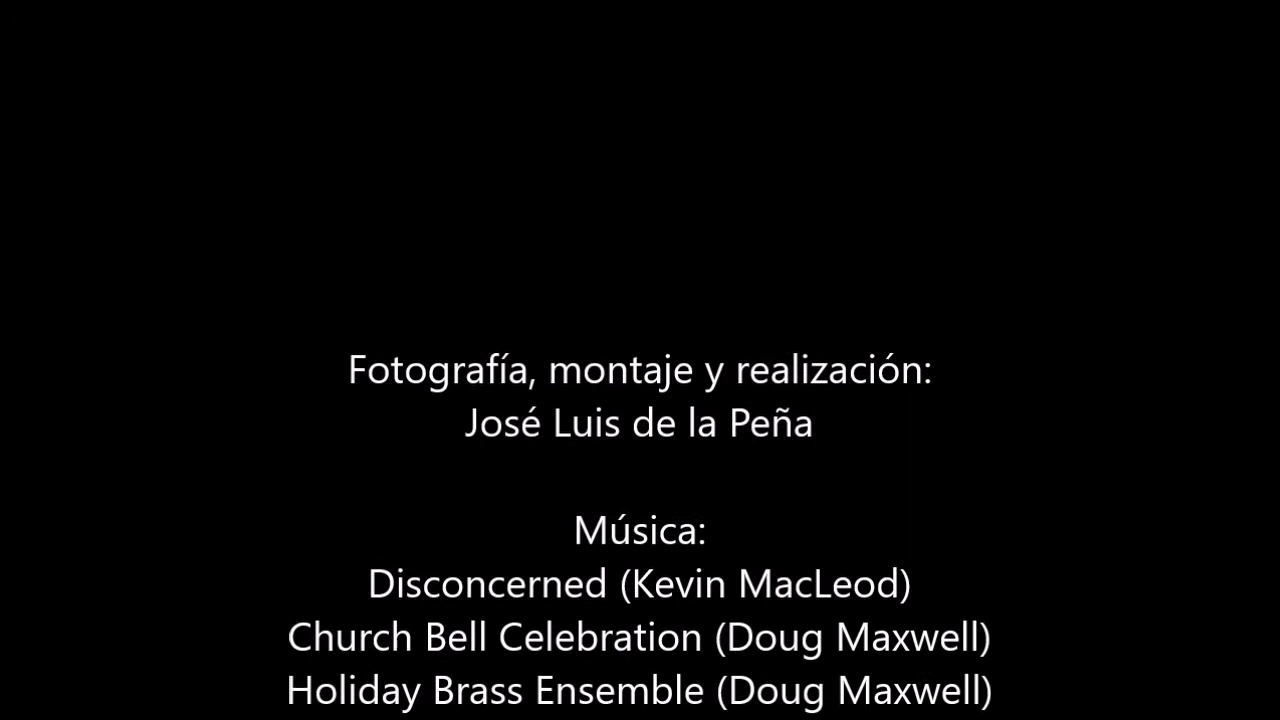 Fotografía, montaje y realización:
José Luis de la Peña
Música:
Disconcerned (Kevin MacLeod)
Church Bell Celebration (Doug Maxwell)
Holiday Brass Ensemble (Doug Maxwell)